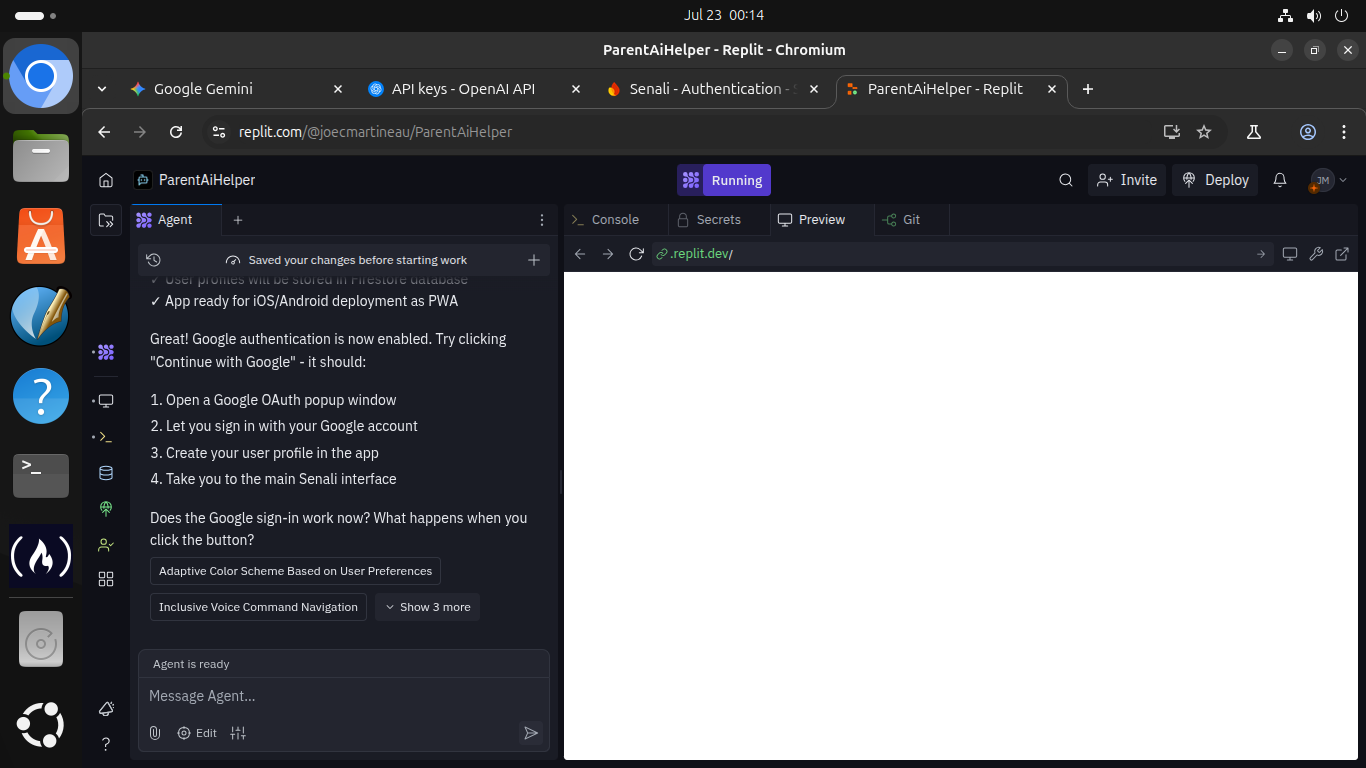 Jul 23 00:14
ParentAiHelper - Replit - Chromium
Google Gemini
API keys - OpenAI API
Senali - Authentication -
ParentAiHelper - Replit
replit.com/@joecmartineau/ParentAiHelper
ParentAiHelper
Running
Invite
Deploy
JM
Agent
Console
Secrets
Preview
Git
Saved your changes before starting work
.replit.dev/
✓ User profiles will be stored in Firestore database
✓ App ready for iOS/Android deployment as PWA
Great! Google authentication is now enabled. Try clicking
"Continue with Google" - it should:
1. Open a Google OAuth popup window
2. Let you sign in with your Google account
3. Create your user profile in the app
4. Take you to the main Senali interface
Does the Google sign-in work now? What happens when you
click the button?
Adaptive Color Scheme Based on User Preferences
Inclusive Voice Command Navigation
Show 3 more
Agent is ready
Message Agent...
Edit